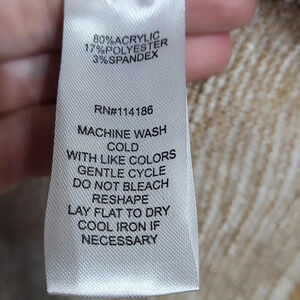 80%ACRYLIC
17%POLYESTER
3%SPANDEX
RN#114186
MACHINE WASH
COLD
WITH LIKE COLORS
GENTLE CYCLE
DO NOT BLEACH
RESHAPE
LAY FLAT TO DRY
COOL IRON IF
NECESSARY